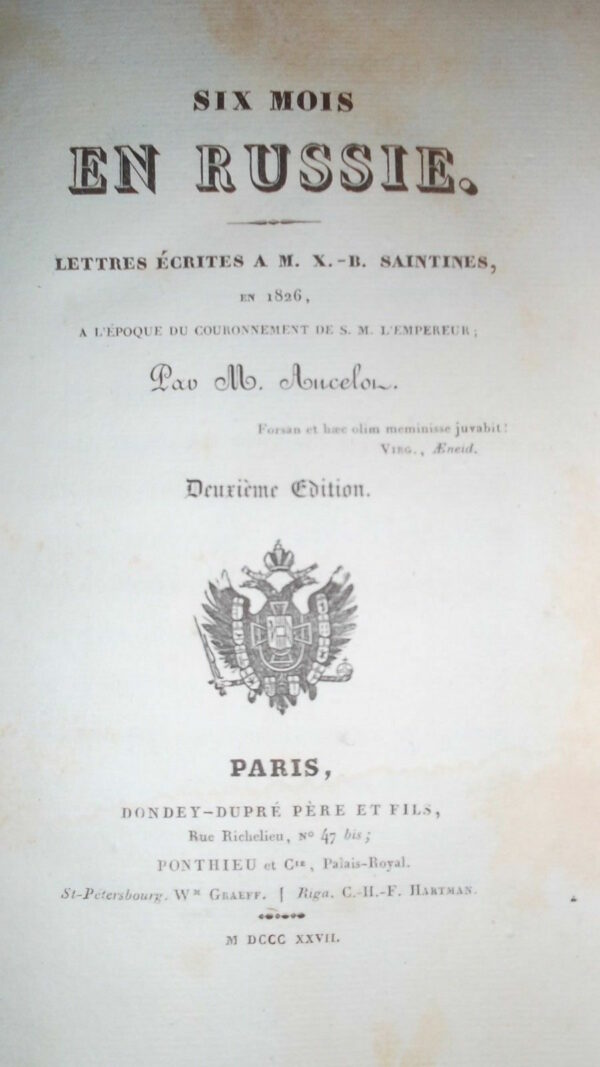 SIX MOIS
EN RUSSIE.
LETTRES ÉCRITES A M. X.-B. SAINTINES,
EN 1826,
A L'ÉPOQUE DU COURONNEMENT DE S. M. L'EMPEREUR;
Par M. Ancelot.
Forsan et hæc olim meminisse juvabit!
VIRG., Æneid.
Deuxième Edition.
PARIS,
DONDEY-DUPRÉ PÈRE ET FILS,
Rue Richelieu, No 47 bis;
PONTHIEU et Cie, Palais-Royal.
St-Pétersbourg. Wm GRAEFF. | Riga. C.-H.-F. HARTMAN.
M DCCC XXVII.